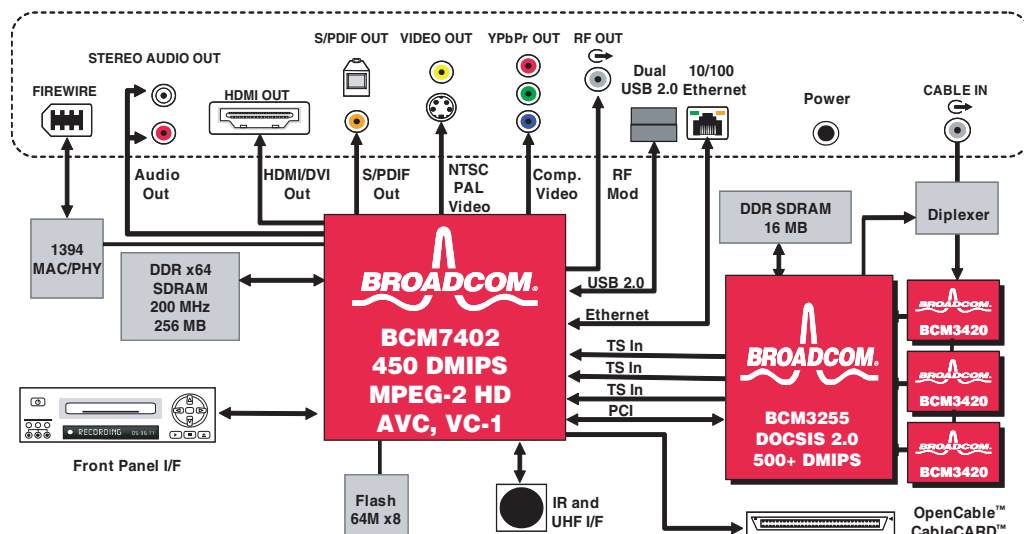 S/PDIF OUT
VIDEO OUT
YPbPr OUT
RF OUT
STEREO AUDIO OUT
Dual
USB 2.0
10/100
Ethernet
FIREWIRE
HDMI OUT
Power
CABLE IN
Audio
Out
HDMI/DVI
Out
S/PDIF
Out
NTSC
PAL
Video
Comp.
Video
RF
Mod
1394
MAC/PHY
DDR x64
SDRAM
200 MHz
256 MB
DDR SDRAM
16 MB
Diplexer
BROADCOM.
BCM7402
450 DMIPS
MPEG-2 HD
AVC, VC-1
USB 2.0
Ethernet
TS In
TS In
TS In
PCI
BROADCOM.
BCM3255
DOCSIS 2.0
500+ DMIPS
BROADCOM.
BCM3420
BROADCOM.
BCM3420
BROADCOM.
BCM3420
RECORDING
Front Panel I/F
Flash
64M x8
IR and
UHF I/F
OpenCable™
CableCARD™